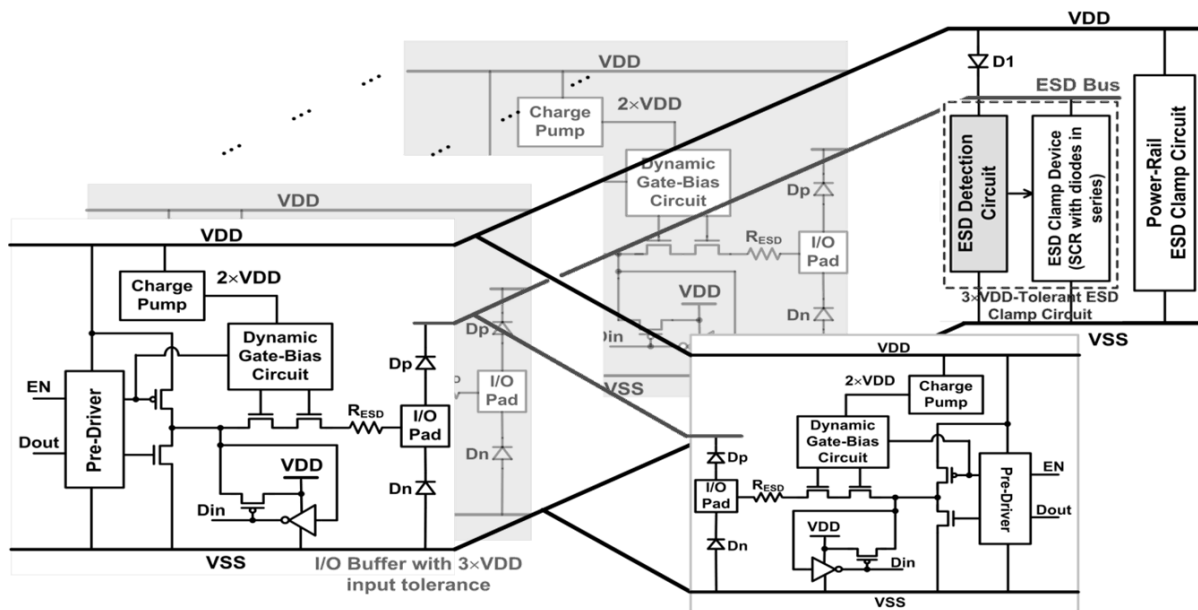 VDD
D1
ESD Bus
ESD Detection
Circuit
ESD Clamp Device
(SCR with diodes in
series)
Power-Rail
ESD Clamp Circuit
3×VDD-Tolerant ESD
Clamp Circuit
VSS
VDD
Charge
Pump
2×VDD
Dynamic
Gate-Bias
Circuit
RESD
I/O
Pad
Dp
Dn
VDD
Din
VSS
VDD
Dp
I/O
Pad
Dn
VDD
Charge
Pump
2×VDD
Dynamic
Gate-Bias
Circuit
EN
Dout
Pre-Driver
RESD
Dp
I/O
Pad
Dn
VDD
Din
VSS
I/O Buffer with 3×VDD
input tolerance
VDD
2×VDD
Charge
Pump
Dynamic
Gate-Bias
Circuit
Dp
I/O
Pad
Dn
RESD
Pre-Driver
EN
Dout
VDD
Din
VSS